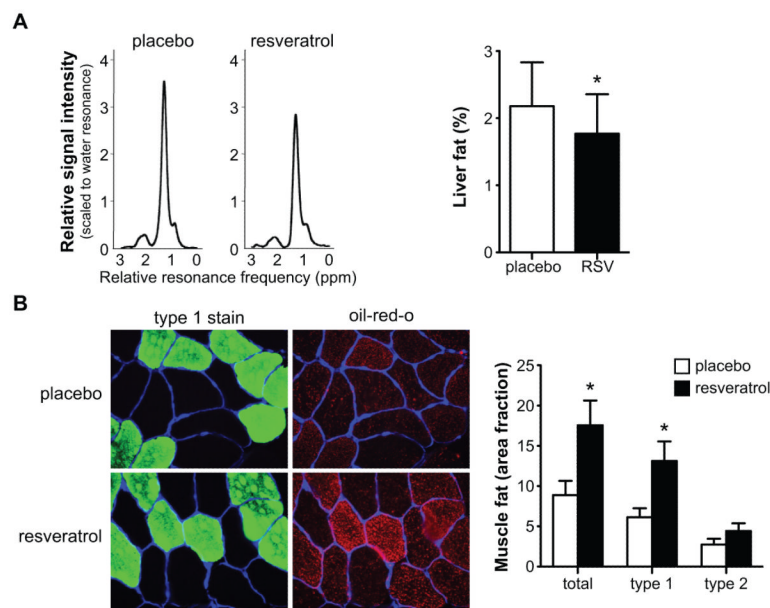 A
placebo
resveratrol
Relative signal intensity
(scaled to water resonance)
4
3
2
1
0
4
3
2
1
0
3 2 1 0
3 2 1 0
Relative resonance frequency (ppm)
Liver fat (%)
3
2
1
0
*
placebo
RSV
B
type 1 stain
oil-red-o
placebo
resveratrol
Muscle fat (area fraction)
25
20
15
10
5
0
placebo
resveratrol
*
*
total
type 1
type 2